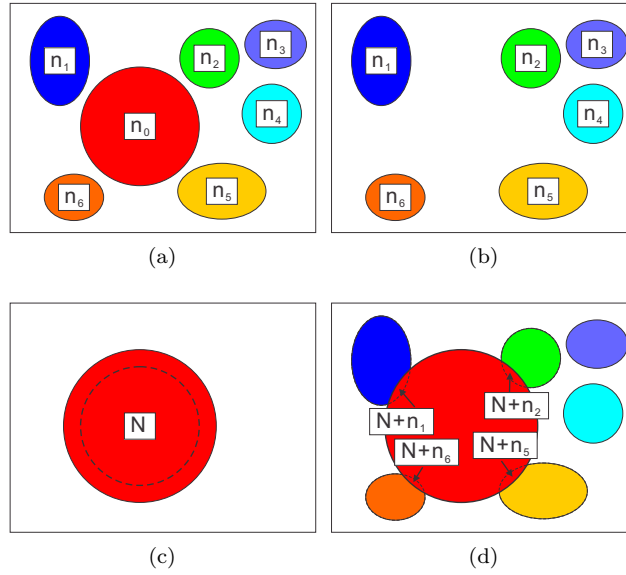 n₁
n₂
n₃
n₀
n₄
n₅
n₆
(a)
n₁
n₂
n₃
n₄
n₅
n₆
(b)
N
(c)
N+n₁
N+n₂
N+n₆
N+n₅
(d)